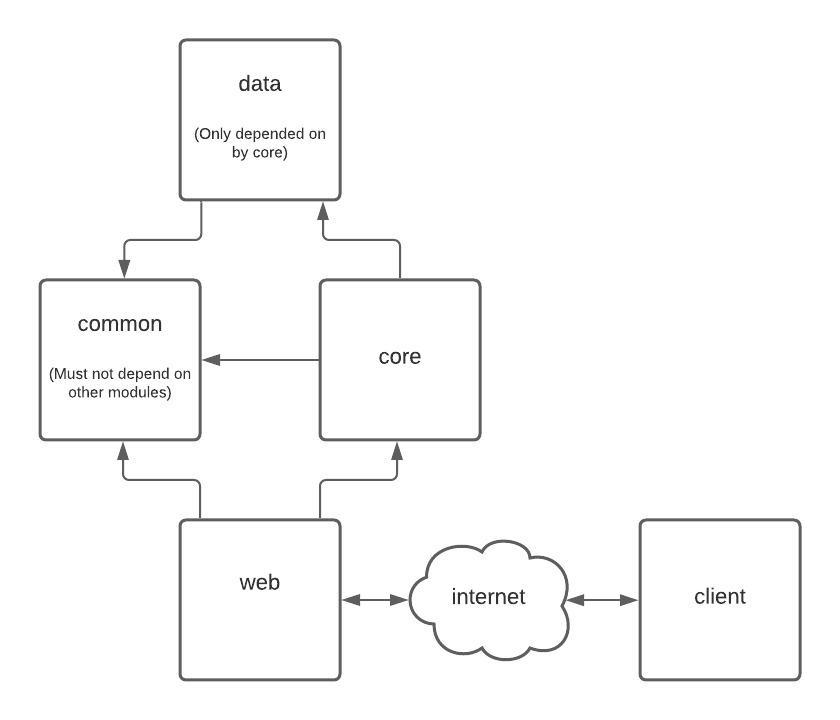 data
(Only depended on
by core)
common
(Must not depend on
other modules)
core
web
internet
client